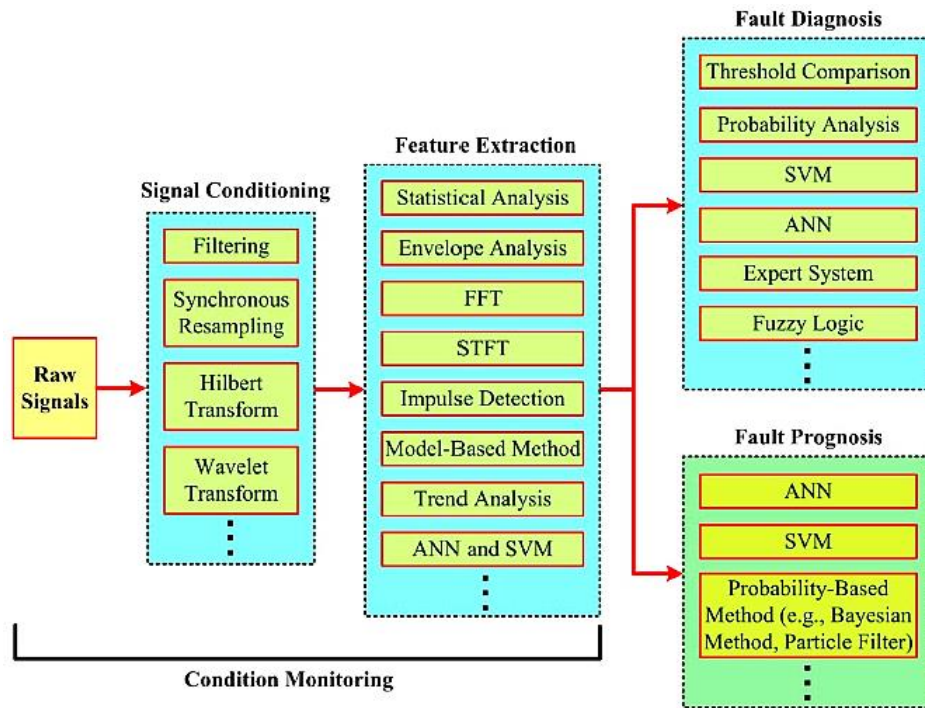 Raw
Signals
Signal Conditioning
Filtering
Synchronous
Resampling
Hilbert
Transform
Wavelet
Transform
Feature Extraction
Statistical Analysis
Envelope Analysis
FFT
STFT
Impulse Detection
Model-Based Method
Trend Analysis
ANN and SVM
Condition Monitoring
Fault Diagnosis
Threshold Comparison
Probability Analysis
SVM
ANN
Expert System
Fuzzy Logic
Fault Prognosis
ANN
SVM
Probability-Based
Method (e.g., Bayesian
Method, Particle Filter)